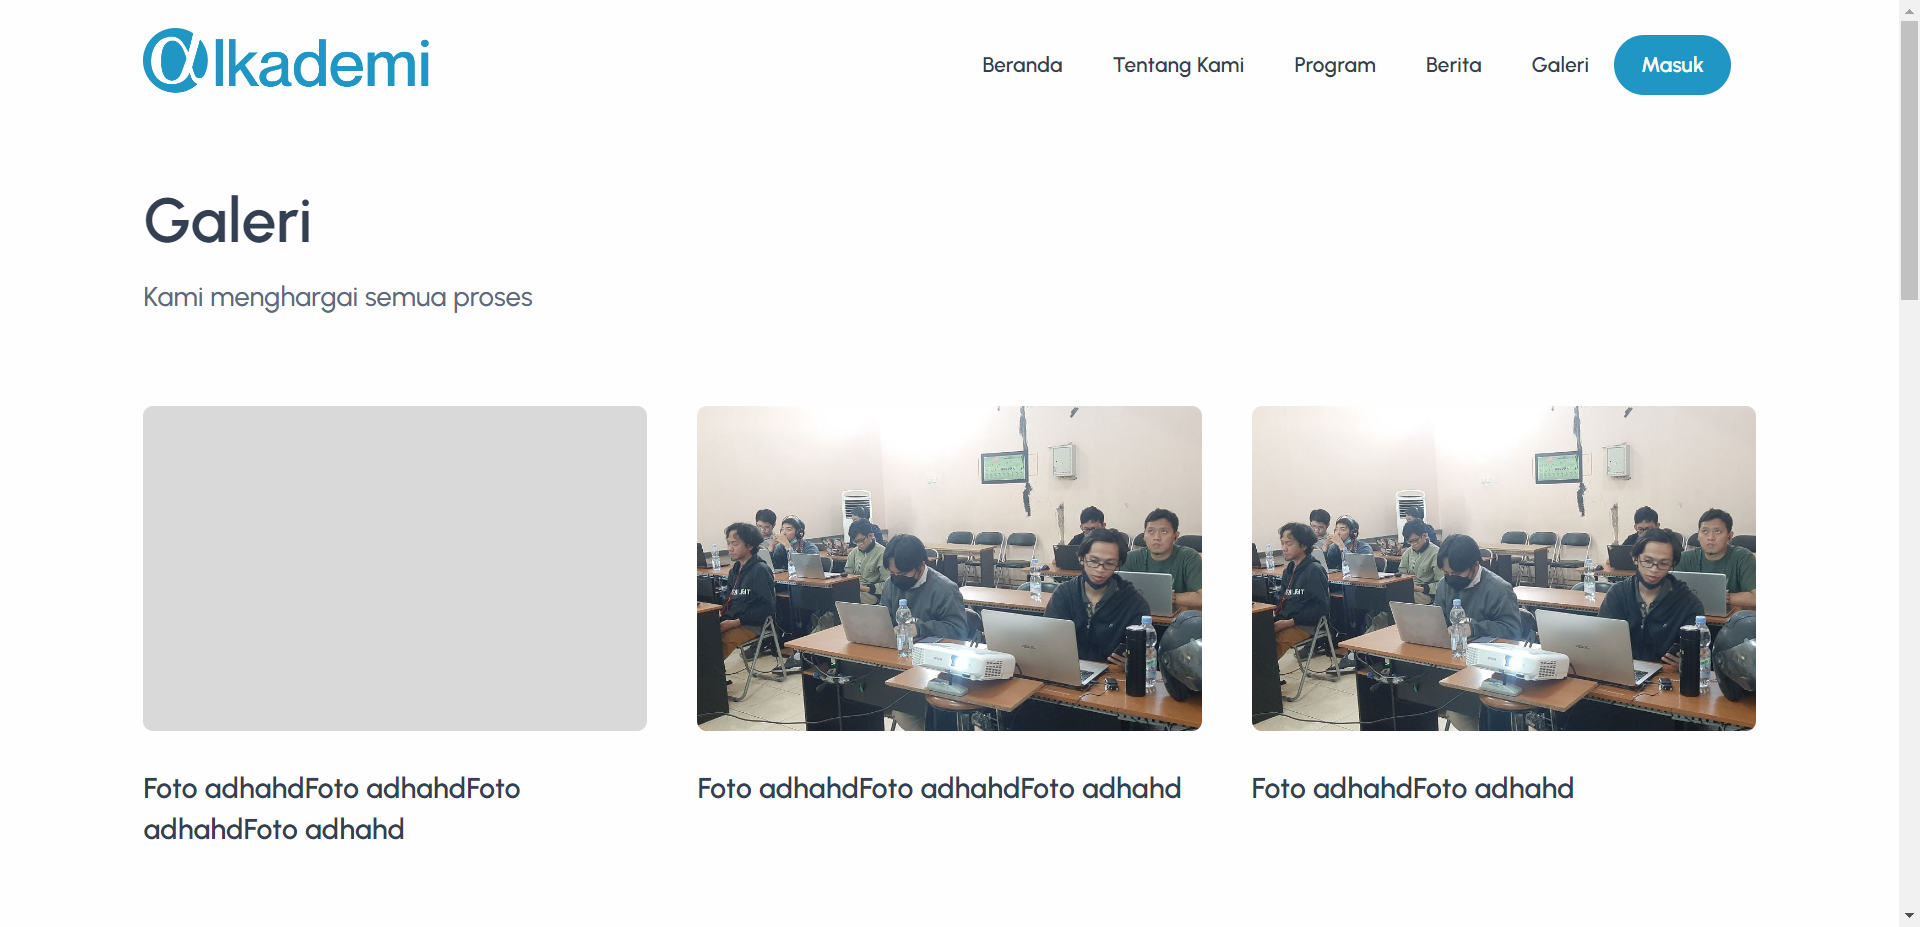 @lkademi
Beranda Tentang Kami Program Berita Galeri Masuk
Galeri
Kami menghargai semua proses
Foto adhahdFoto adhahdFoto
adhahdFoto adhahd
Foto adhahdFoto adhahdFoto adhahd
Foto adhahdFoto adhahd